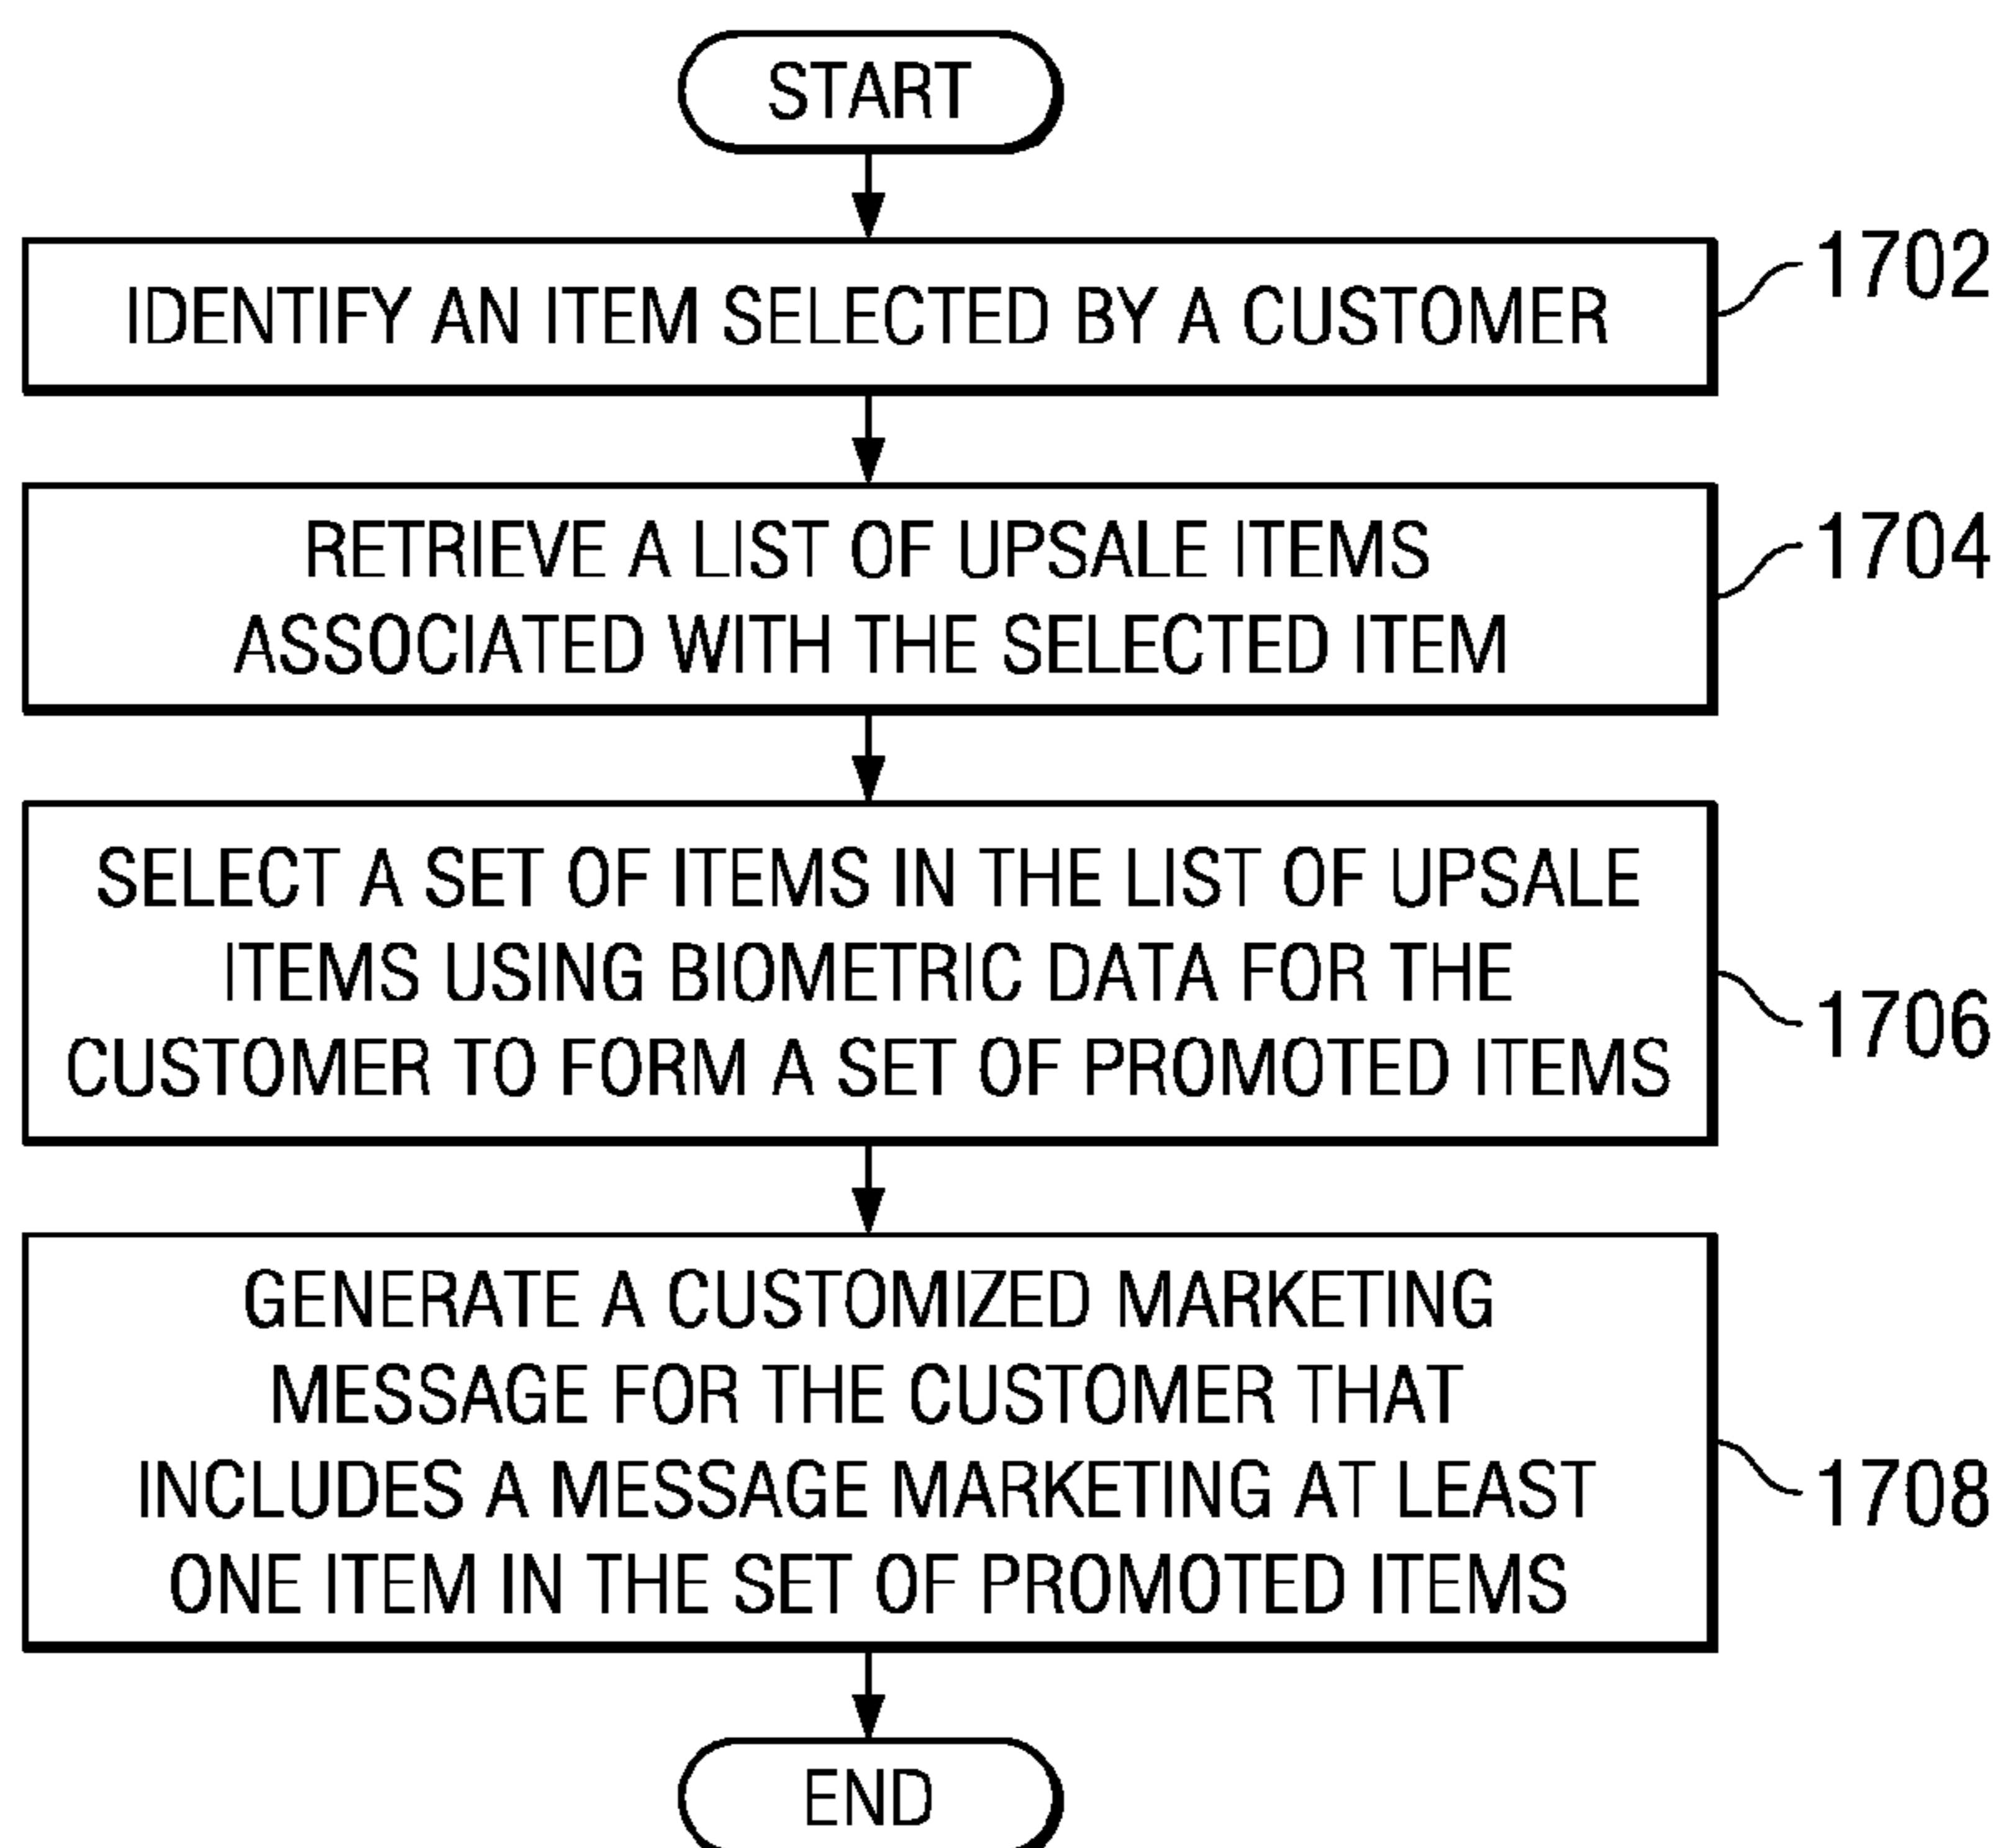 START
IDENTIFY AN ITEM SELECTED BY A CUSTOMER
1702
RETRIEVE A LIST OF UPSALE ITEMS
ASSOCIATED WITH THE SELECTED ITEM
1704
SELECT A SET OF ITEMS IN THE LIST OF UPSALE
ITEMS USING BIOMETRIC DATA FOR THE
CUSTOMER TO FORM A SET OF PROMOTED ITEMS
1706
GENERATE A CUSTOMIZED MARKETING
MESSAGE FOR THE CUSTOMER THAT
INCLUDES A MESSAGE MARKETING AT LEAST
ONE ITEM IN THE SET OF PROMOTED ITEMS
1708
END